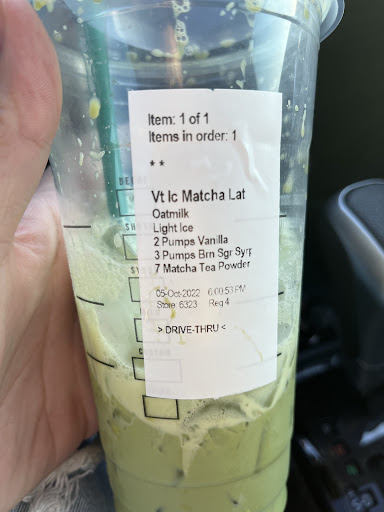 Item: 1 of 1
Items in order: 1
* *
Vt Ic Matcha Lat
Oatmilk
Light Ice
2 Pumps Vanilla
3 Pumps Brn Sgr Syrp
7 Matcha Tea Powder
05-Oct-2022 6:00:53 PM
Store 6323 Reg 4
> DRIVE-THRU <